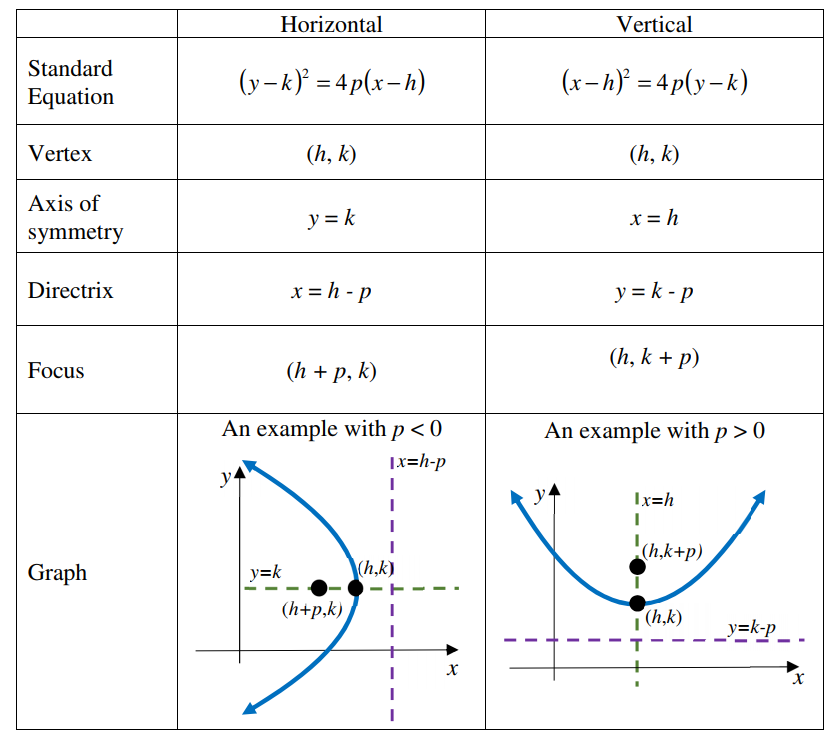 Horizontal Vertical
Standard Equation (y – k)² = 4p(x – h) (x – h)² = 4p(y – k)
Vertex (h, k) (h, k)
Axis of symmetry y = k x = h
Directrix x = h - p y = k - p
Focus (h + p, k) (h, k + p)
Graph
An example with p < 0
y
x=h-p
y=k
(h,k)
(h+p,k)
x
An example with p > 0
y
x=h
(h,k+p)
(h,k)
y=k-p
x